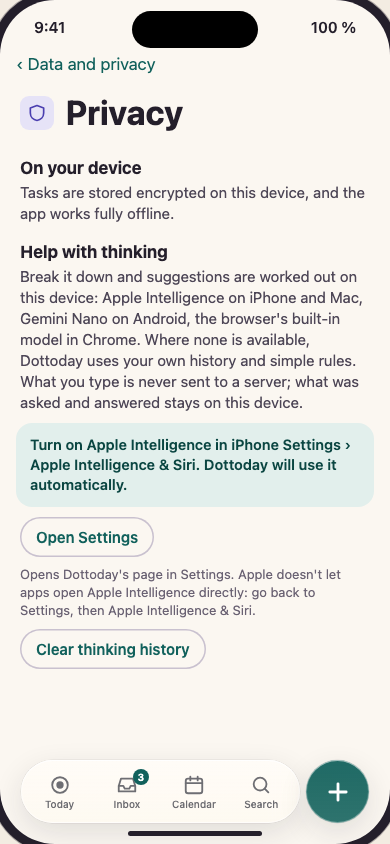 9:41
100 %
‹ Data and privacy
Privacy
On your device
Tasks are stored encrypted on this device, and the
app works fully offline.
Help with thinking
Break it down and suggestions are worked out on
this device: Apple Intelligence on iPhone and Mac,
Gemini Nano on Android, the browser's built-in
model in Chrome. Where none is available,
Dottoday uses your own history and simple rules.
What you type is never sent to a server; what was
asked and answered stays on this device.
Turn on Apple Intelligence in iPhone Settings ›
Apple Intelligence & Siri. Dottoday will use it
automatically.
Open Settings
Opens Dottoday's page in Settings. Apple doesn't let
apps open Apple Intelligence directly: go back to
Settings, then Apple Intelligence & Siri.
Clear thinking history
3
Today
Inbox
Calendar
Search